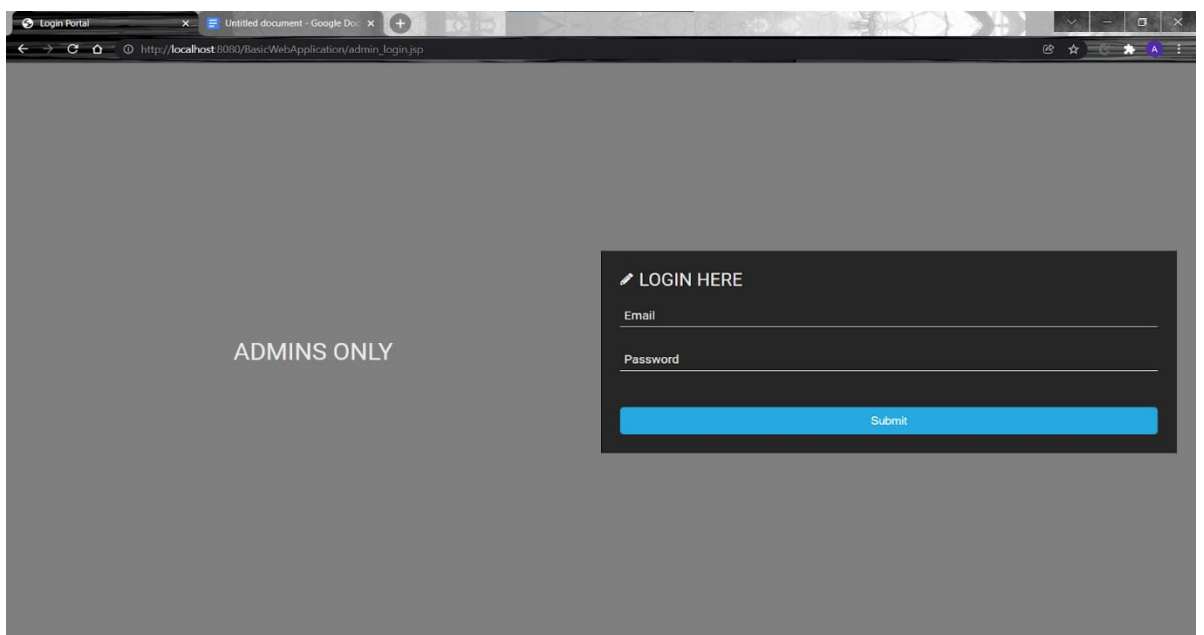 Login Portal
Untitled document - Google Doc
http://localhost:8080/BasicWebApplication/admin_login.jsp
A
ADMINS ONLY
LOGIN HERE
Email
Password
Submit